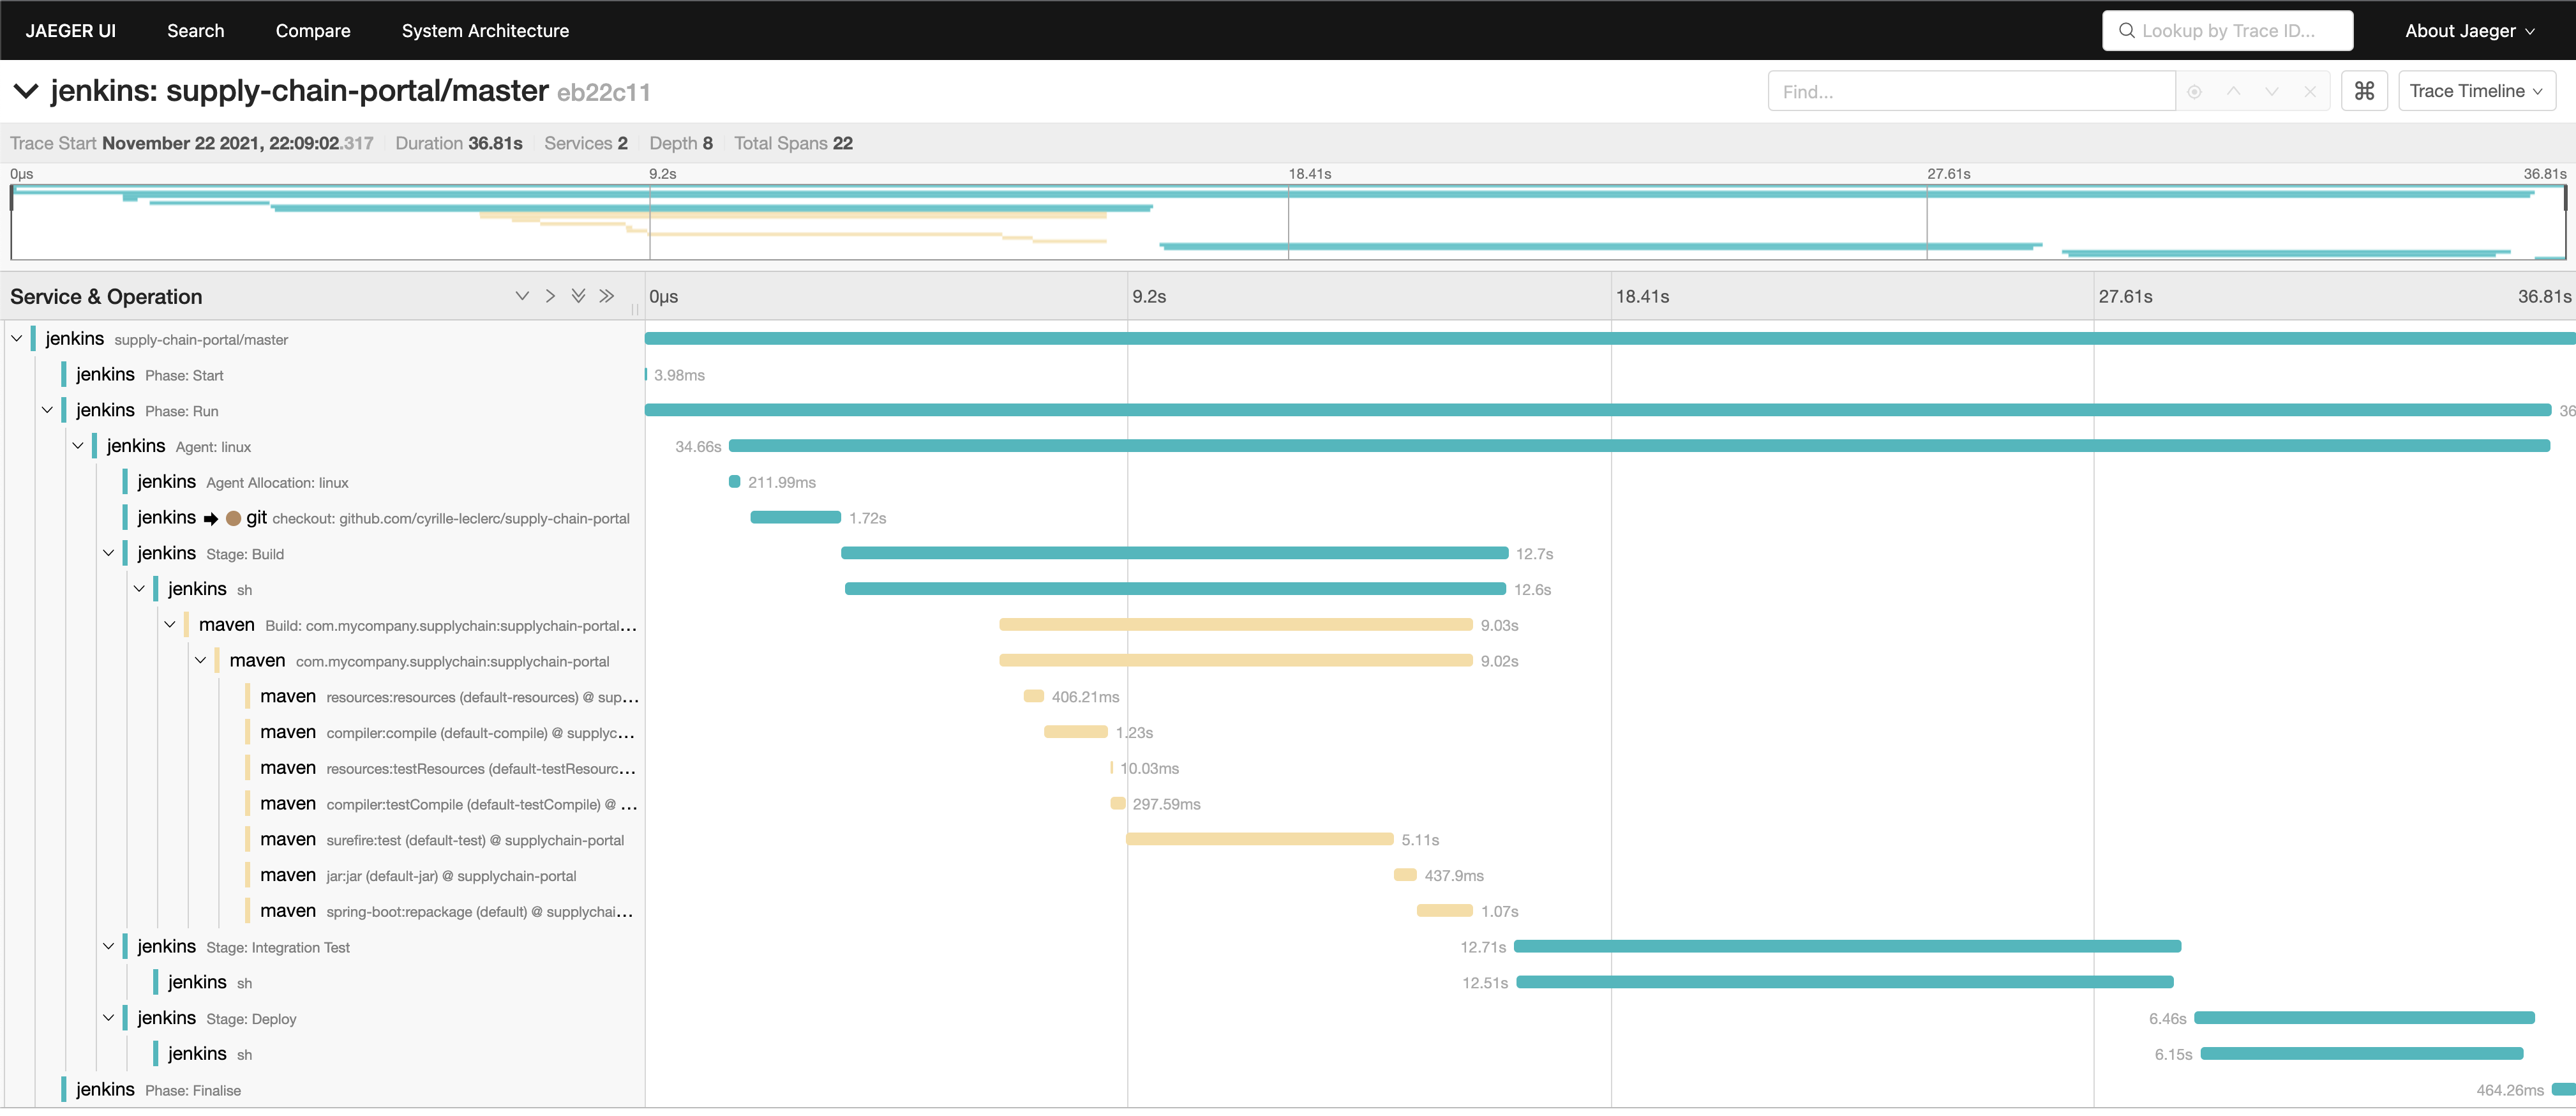 JAEGER UI Search Compare System Architecture Lookup by Trace ID... About Jaeger
jenkins: supply-chain-portal/master eb22c11 Find... ⌘ Trace Timeline
Trace Start November 22 2021, 22:09:02.317 Duration 36.81s Services 2 Depth 8 Total Spans 22
0μs 9.2s 18.41s 27.61s 36.81s
Service & Operation 0μs 9.2s 18.41s 27.61s 36.81s
jenkins supply-chain-portal/master
jenkins Phase: Start 3.98ms
jenkins Phase: Run 36
jenkins Agent: linux 34.66s
jenkins Agent Allocation: linux 211.99ms
jenkins git checkout: github.com/cyrille-leclerc/supply-chain-portal 1.72s
jenkins Stage: Build 12.7s
jenkins sh 12.6s
maven Build: com.mycompany.supplychain:supplychain-portal... 9.03s
maven com.mycompany.supplychain:supplychain-portal 9.02s
maven resources:resources (default-resources) @ sup... 406.21ms
maven compiler:compile (default-compile) @ supplyc... 1.23s
maven resources:testResources (default-testResourc... 10.03ms
maven compiler:testCompile (default-testCompile) @ ... 297.59ms
maven surefire:test (default-test) @ supplychain-portal 5.11s
maven jar:jar (default-jar) @ supplychain-portal 437.9ms
maven spring-boot:repackage (default) @ supplychai... 1.07s
jenkins Stage: Integration Test 12.71s
jenkins sh 12.51s
jenkins Stage: Deploy 6.46s
jenkins sh 6.15s
jenkins Phase: Finalise 464.26ms